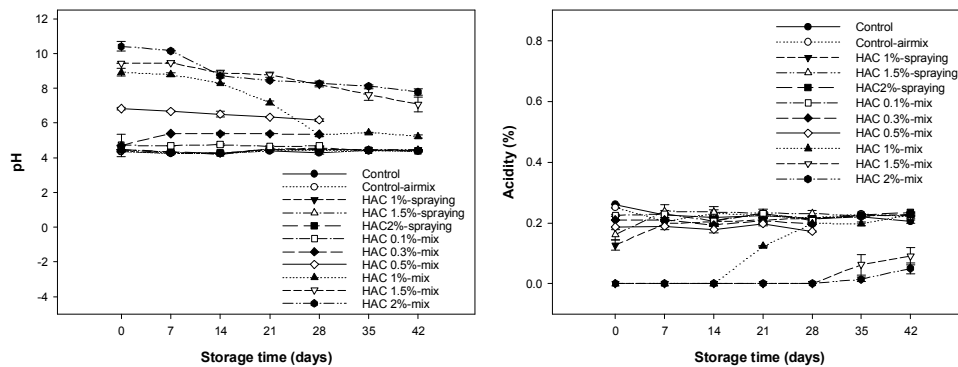 12
10
8
6
4
2
0
-2
-4
pH
0 7 14 21 28 35 42
Storage time (days)
Control
Control-airmix
HAC 1%-spraying
HAC 1.5%-spraying
HAC2%-spraying
HAC 0.1%-mix
HAC 0.3%-mix
HAC 0.5%-mix
HAC 1%-mix
HAC 1.5%-mix
HAC 2%-mix
0.8
0.6
0.4
0.2
0.0
Acidity (%)
0 7 14 21 28 35 42
Storage time (days)
Control
Control-airmix
HAC 1%-spraying
HAC 1.5%-spraying
HAC2%-spraying
HAC 0.1%-mix
HAC 0.3%-mix
HAC 0.5%-mix
HAC 1%-mix
HAC 1.5%-mix
HAC 2%-mix